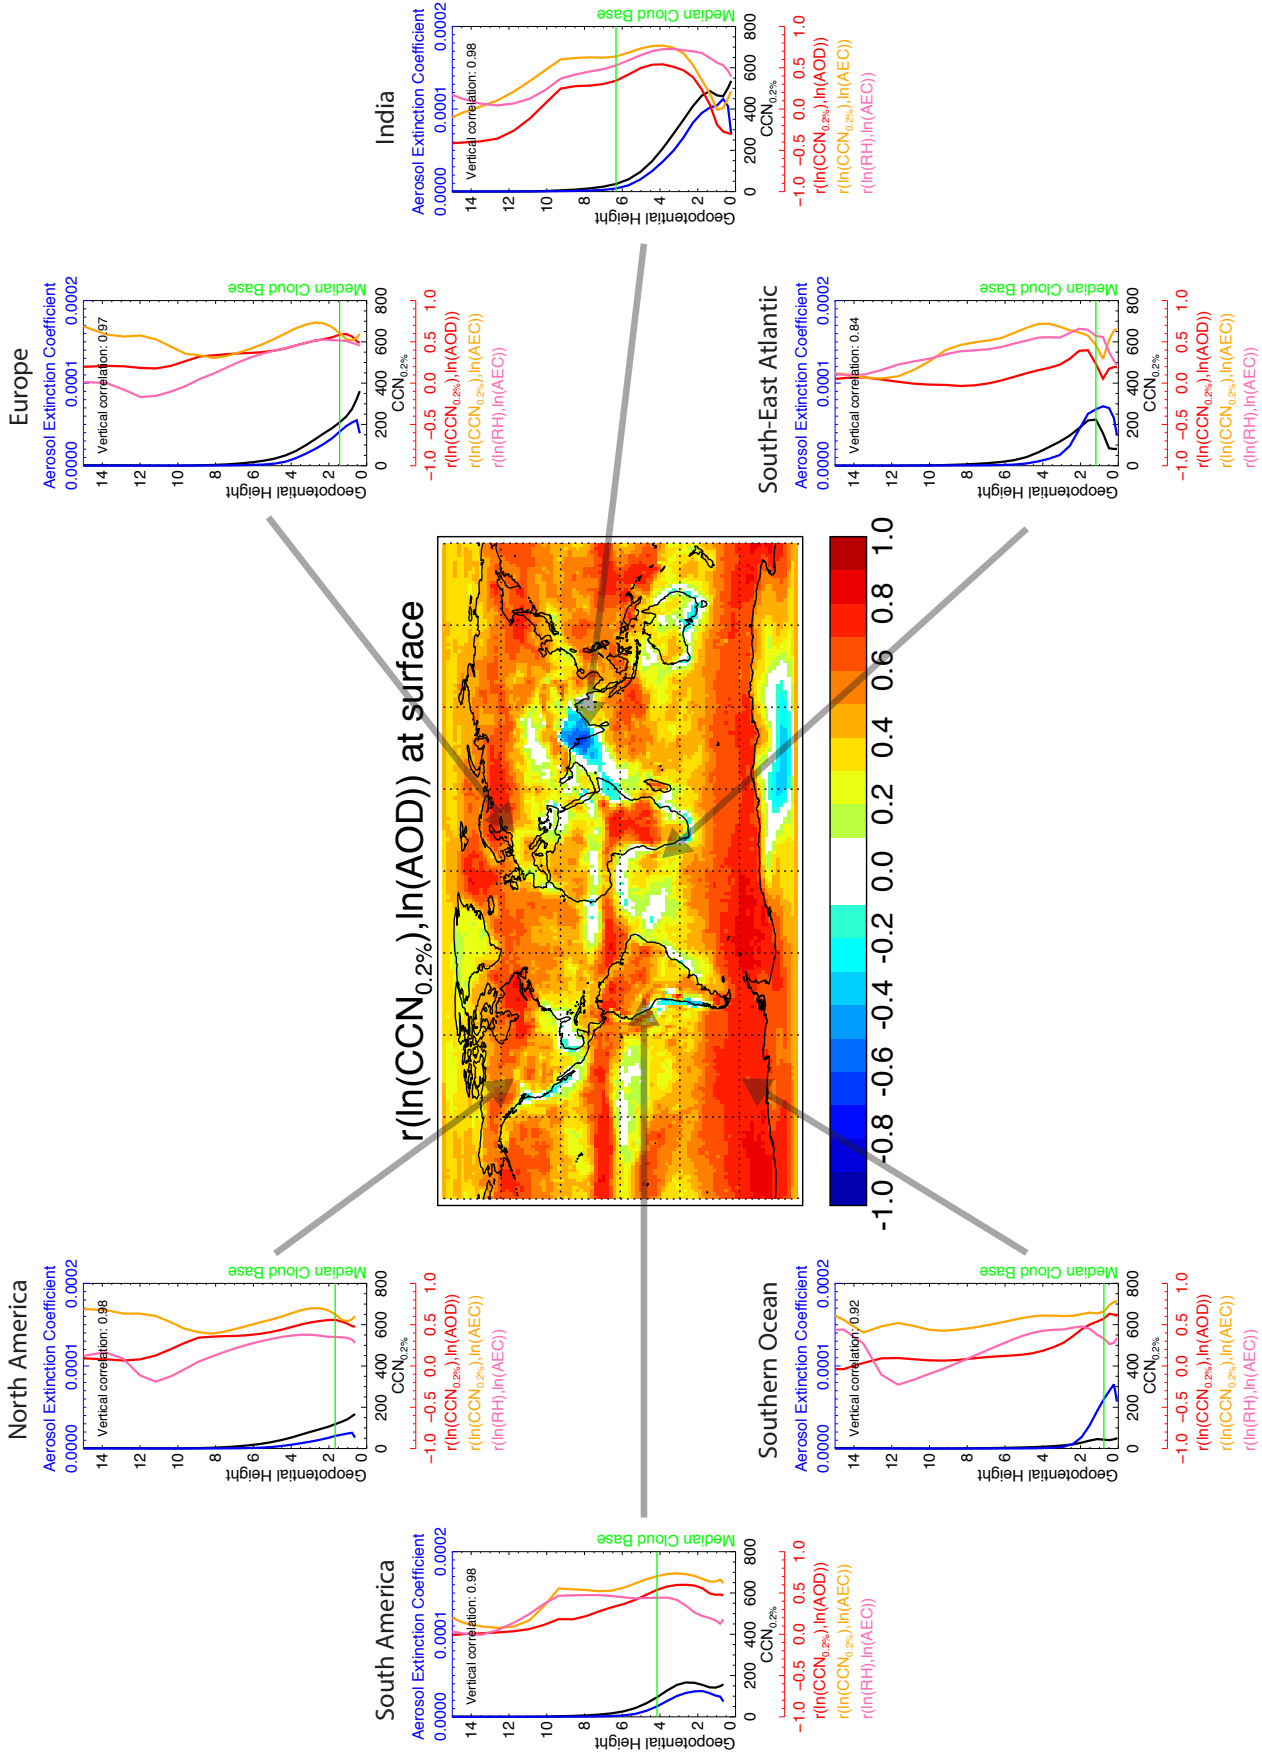 North America
Aerosol Extinction Coefficient
0.0000 0.0001 0.0002
Vertical correlation: 0.98
14
12
10
8
6
4
2
0
Geopotential Height
Median Cloud Base
0 200 400 600 800
CCN0.2%
-1.0 -0.5 0.0 0.5 1.0
r(ln(CCN0.2%),ln(AOD))
r(ln(CCN0.2%),ln(AEC))
r(ln(RH),ln(AEC))
Europe
Aerosol Extinction Coefficient
0.0000 0.0001 0.0002
Vertical correlation: 0.97
14
12
10
8
6
4
2
0
Geopotential Height
Median Cloud Base
0 200 400 600 800
CCN0.2%
-1.0 -0.5 0.0 0.5 1.0
r(ln(CCN0.2%),ln(AOD))
r(ln(CCN0.2%),ln(AEC))
r(ln(RH),ln(AEC))
South America
Aerosol Extinction Coefficient
0.0000 0.0001 0.0002
Vertical correlation: 0.98
14
12
10
8
6
4
2
0
Geopotential Height
Median Cloud Base
0 200 400 600 800
CCN0.2%
-1.0 -0.5 0.0 0.5 1.0
r(ln(CCN0.2%),ln(AOD))
r(ln(CCN0.2%),ln(AEC))
r(ln(RH),ln(AEC))
r(ln(CCN0.2%),ln(AOD)) at surface
-1.0 -0.8 -0.6 -0.4 -0.2 0.0 0.2 0.4 0.6 0.8 1.0
India
Aerosol Extinction Coefficient
0.0000 0.0001 0.0002
Vertical correlation: 0.98
14
12
10
8
6
4
2
0
Geopotential Height
Median Cloud Base
0 200 400 600 800
CCN0.2%
-1.0 -0.5 0.0 0.5 1.0
r(ln(CCN0.2%),ln(AOD))
r(ln(CCN0.2%),ln(AEC))
r(ln(RH),ln(AEC))
Southern Ocean
Aerosol Extinction Coefficient
0.0000 0.0001 0.0002
Vertical correlation: 0.92
14
12
10
8
6
4
2
0
Geopotential Height
Median Cloud Base
0 200 400 600 800
CCN0.2%
-1.0 -0.5 0.0 0.5 1.0
r(ln(CCN0.2%),ln(AOD))
r(ln(CCN0.2%),ln(AEC))
r(ln(RH),ln(AEC))
South-East Atlantic
Aerosol Extinction Coefficient
0.0000 0.0001 0.0002
Vertical correlation: 0.84
14
12
10
8
6
4
2
0
Geopotential Height
Median Cloud Base
0 200 400 600 800
CCN0.2%
-1.0 -0.5 0.0 0.5 1.0
r(ln(CCN0.2%),ln(AOD))
r(ln(CCN0.2%),ln(AEC))
r(ln(RH),ln(AEC))